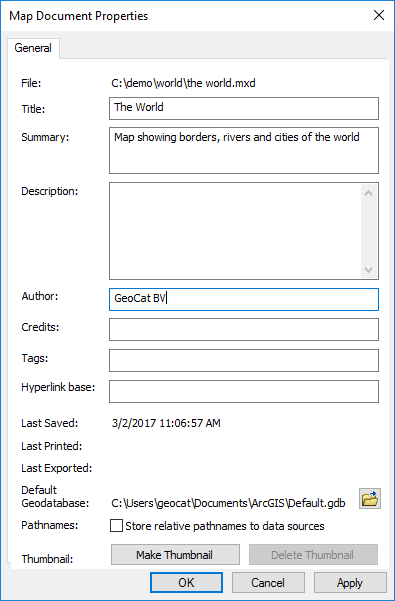 Map Document Properties
General
File: C:\demo\world\the world.mxd
Title: The World
Summary: Map showing borders, rivers and cities of the world
Description:
Author: GeoCat BV
Credits:
Tags:
Hyperlink base:
Last Saved: 3/2/2017 11:06:57 AM
Last Printed:
Last Exported:
Default
Geodatabase: C:\Users\geocat\Documents\ArcGIS\Default.gdb
Pathnames: Store relative pathnames to data sources
Thumbnail: Make Thumbnail Delete Thumbnail
OK Cancel Apply